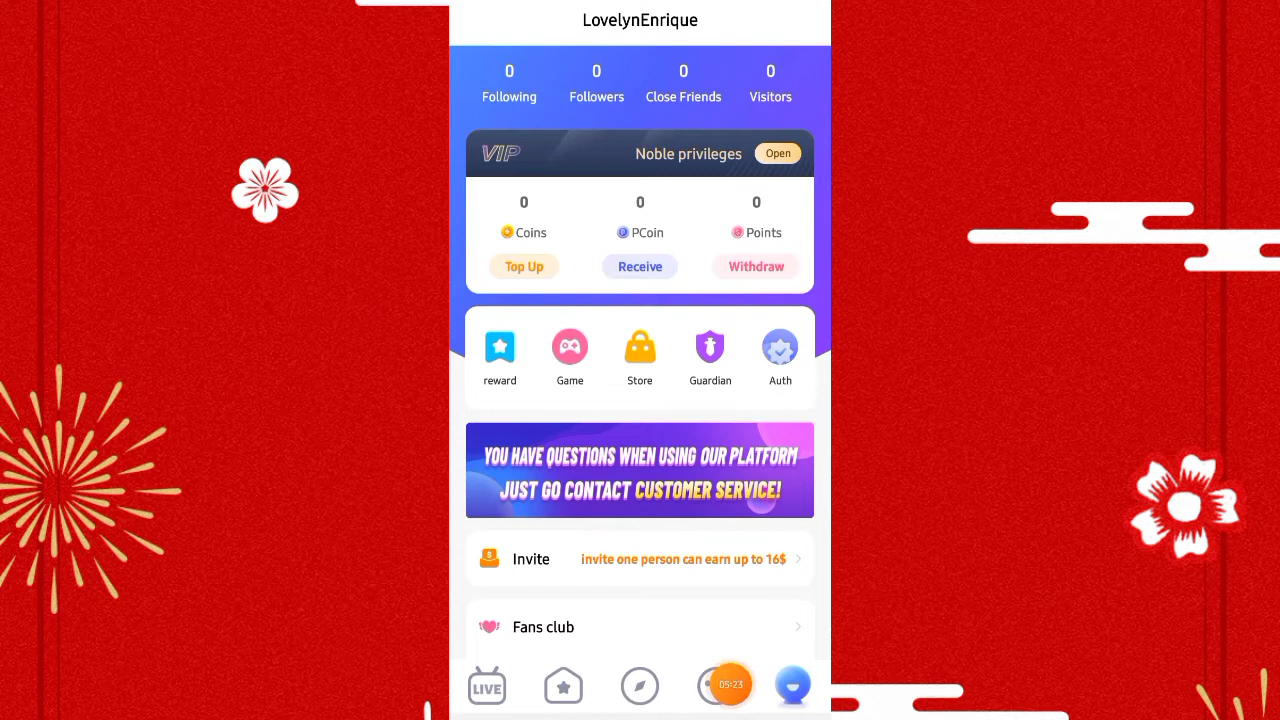 LovelynEnrique
0 0 0 0
Following Followers Close Friends Visitors
VIP Noble privileges Open
0 0 0
Coins PCoin Points
Top Up Receive Withdraw
reward Game Store Guardian Auth
YOU HAVE QUESTIONS WHEN USING OUR PLATFORM
JUST GO CONTACT CUSTOMER SERVICE!
Invite invite one person can earn up to 16$
Fans club
LIVE 05:23